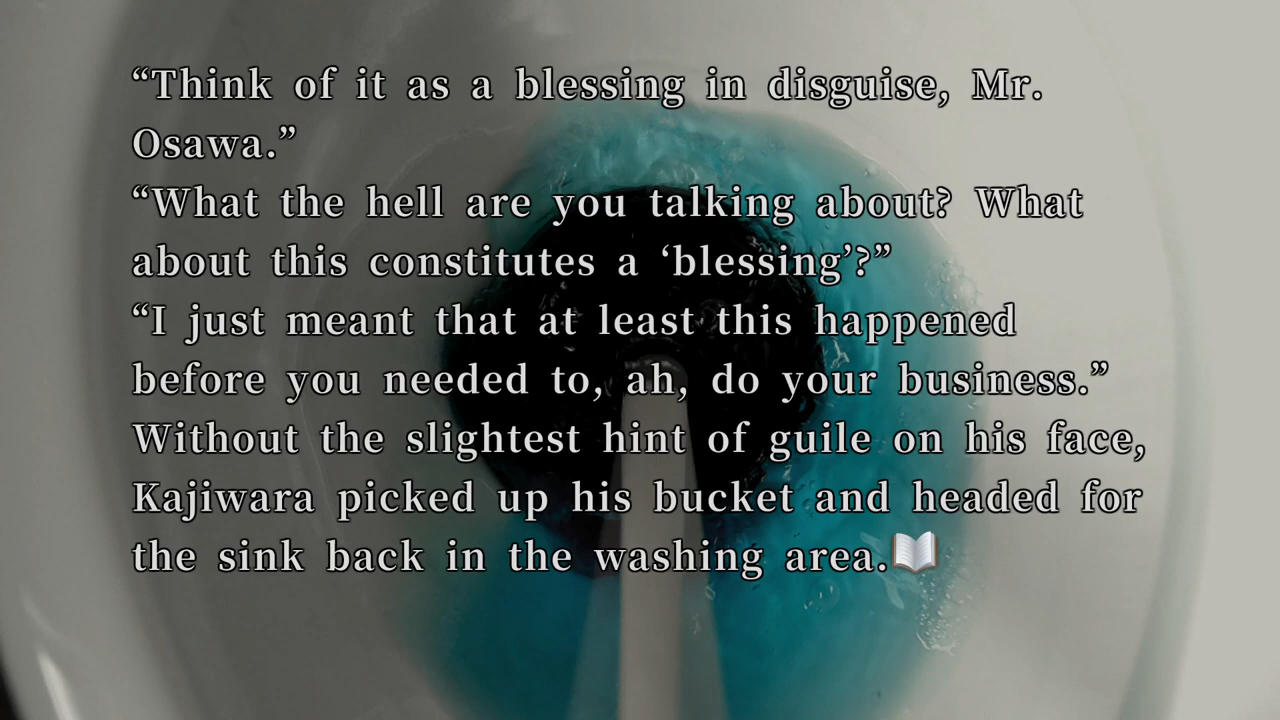 “Think of it as a blessing in disguise, Mr.
Osawa.”
“What the hell are you talking about? What
about this constitutes a ‘blessing’?”
“I just meant that at least this happened
before you needed to, ah, do your business.”
Without the slightest hint of guile on his face,
Kajiwara picked up his bucket and headed for
the sink back in the washing area.